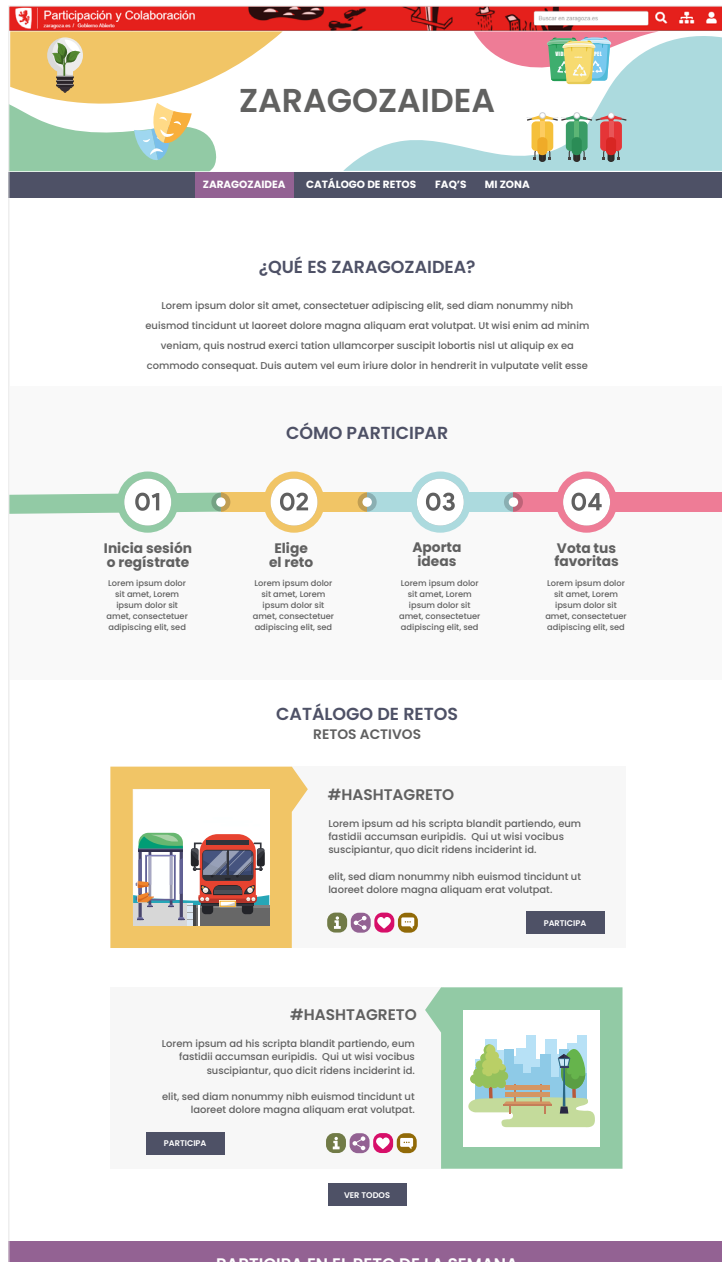 Participación y Colaboración
zaragoza.es / Gobierno Abierto
Buscar en zaragoza.es
ZARAGOZAIDEA
ZARAGOZAIDEA CATÁLOGO DE RETOS FAQ'S MI ZONA
¿QUÉ ES ZARAGOZAIDEA?
Lorem ipsum dolor sit amet, consectetuer adipiscing elit, sed diam nonummy nibh
euismod tincidunt ut laoreet dolore magna aliquam erat volutpat. Ut wisi enim ad minim
veniam, quis nostrud exerci tation ullamcorper suscipit lobortis nisl ut aliquip ex ea
commodo consequat. Duis autem vel eum iriure dolor in hendrerit in vulputate velit esse
CÓMO PARTICIPAR
01
Inicia sesión
o regístrate
Lorem ipsum dolor
sit amet, Lorem
ipsum dolor sit
amet, consectetuer
adipiscing elit, sed
02
Elige
el reto
Lorem ipsum dolor
sit amet, Lorem
ipsum dolor sit
amet, consectetuer
adipiscing elit, sed
03
Aporta
ideas
Lorem ipsum dolor
sit amet, Lorem
ipsum dolor sit
amet, consectetuer
adipiscing elit, sed
04
Vota tus
favoritas
Lorem ipsum dolor
sit amet, Lorem
ipsum dolor sit
amet, consectetuer
adipiscing elit, sed
CATÁLOGO DE RETOS
RETOS ACTIVOS
#HASHTAGRETO
Lorem ipsum ad his scripta blandit partiendo, eum
fastidii accumsan euripidis. Qui ut wisi vocibus
suscipiantur, quo dicit ridens inciderint id.
elit, sed diam nonummy nibh euismod tincidunt ut
laoreet dolore magna aliquam erat volutpat.
PARTICIPA
#HASHTAGRETO
Lorem ipsum ad his scripta blandit partiendo, eum
fastidii accumsan euripidis. Qui ut wisi vocibus
suscipiantur, quo dicit ridens inciderint id.
elit, sed diam nonummy nibh euismod tincidunt ut
laoreet dolore magna aliquam erat volutpat.
PARTICIPA
VER TODOS
PARTICIPA EN EL RETO DE LA SEMANA